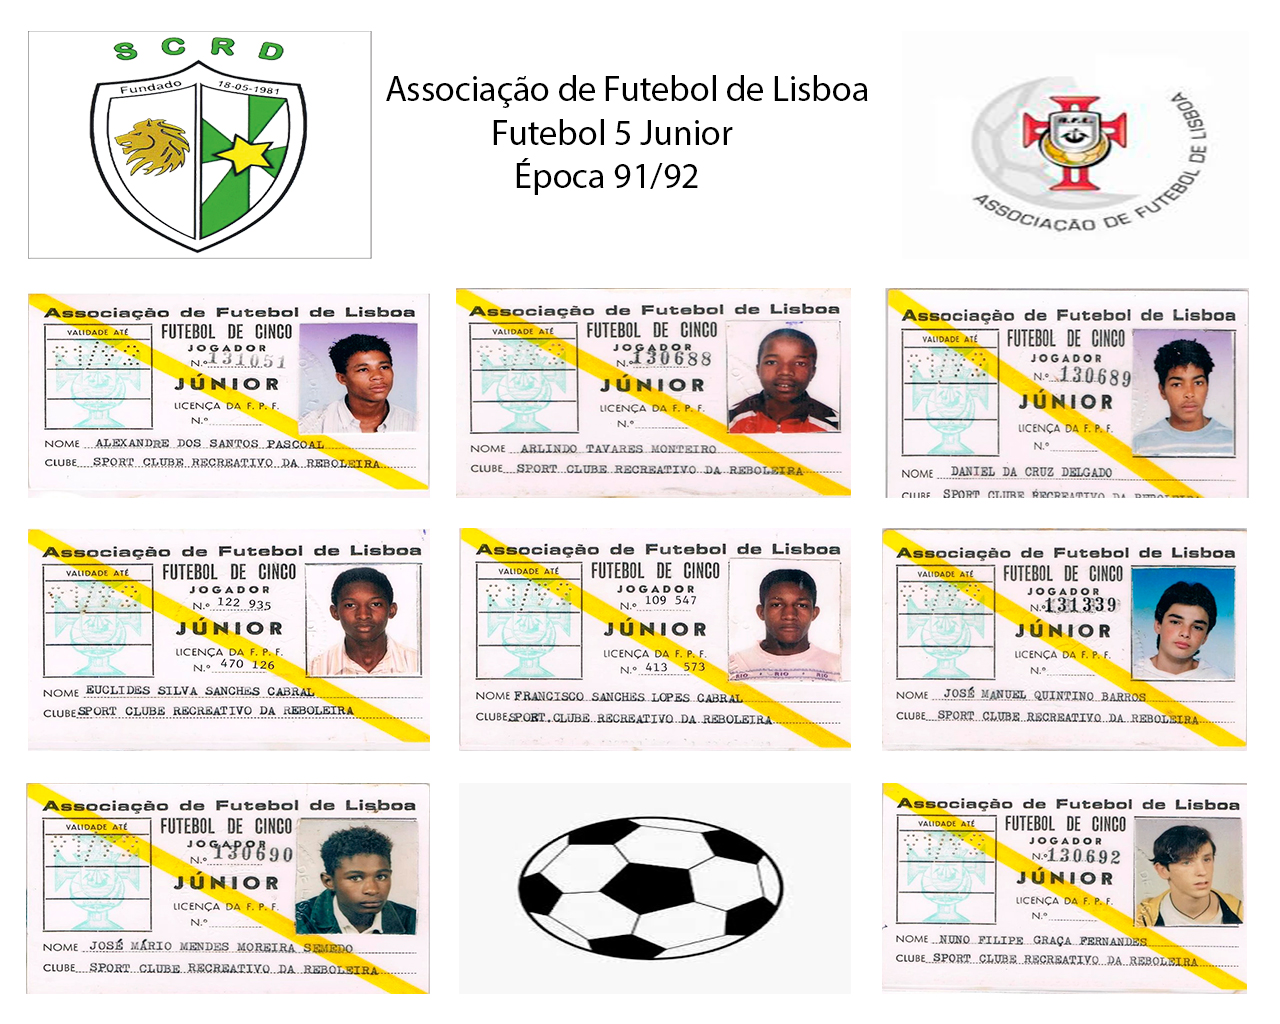 S C R D
Fundado 18-05-1981
Associação de Futebol de Lisboa
Futebol 5 Junior
Época 91/92
A.F.L.
ASSOCIAÇÃO DE FUTEBOL DE LISBOA
Associação de Futebol de Lisboa
VALIDADE ATÉ
FUTEBOL DE CINCO
JOGADOR
N.º 131051
JÚNIOR
LICENÇA DA F. P. F.
N.º
NOME ALEXANDRE DOS SANTOS PASCOAL
CLUBE SPORT CLUBE RECREATIVO DA REBOLEIRA
Associação de Futebol de Lisboa
VALIDADE ATÉ
FUTEBOL DE CINCO
JOGADOR
N.º 130688
JÚNIOR
LICENÇA DA F. P. F.
N.º
NOME ARLINDO TAVARES MONTEIRO
CLUBE SPORT CLUBE RECREATIVO DA REBOLEIRA
Associação de Futebol de Lisboa
VALIDADE ATÉ
FUTEBOL DE CINCO
JOGADOR
N.º 130689
JÚNIOR
LICENÇA DA F. P. F.
N.º
NOME DANIEL DA CRUZ DELGADO
CLUBE SPORT CLUBE RECREATIVO DA REBOLEIRA
Associação de Futebol de Lisboa
VALIDADE ATÉ
FUTEBOL DE CINCO
JOGADOR
N.º 122 935
JÚNIOR
LICENÇA DA F. P. F.
N.º 470 126
NOME EUCLIDES SILVA SANCHES CABRAL
CLUBE SPORT CLUBE RECREATIVO DA REBOLEIRA
Associação de Futebol de Lisboa
VALIDADE ATÉ
FUTEBOL DE CINCO
JOGADOR
N.º 109 547
JÚNIOR
LICENÇA DA F. P. F.
N.º 413 573
RIO RIO RIO
NOME FRANCISCO SANCHES LOPES CABRAL
CLUBE SPORT.CLUBE RECREATIVO DA REBOLEIRA
Associação de Futebol de Lisboa
VALIDADE ATÉ
FUTEBOL DE CINCO
JOGADOR
N.º 131339
JÚNIOR
LICENÇA DA F. P. F.
N.º
NOME JOSÉ MANUEL QUINTINO BARROS
CLUBE SPORT CLUBE RECREATIVO DA REBOLEIRA
Associação de Futebol de Lisboa
VALIDADE ATÉ
FUTEBOL DE CINCO
JOGADOR
N.º 130690
JÚNIOR
LICENÇA DA F. P. F.
N.º
NOME JOSÉ MÁRIO MENDES MOREIRA SEMEDO
CLUBE SPORT CLUBE RECREATIVO DA REBOLEIRA
Associação de Futebol de Lisboa
VALIDADE ATÉ
FUTEBOL DE CINCO
JOGADOR
N.º 130692
JÚNIOR
LICENÇA DA F. P. F.
N.º
NOME NUNO FILIPE GRAÇA FERNANDES
CLUBE SPORT CLUBE RECREATIVO DA REBOLEIRA